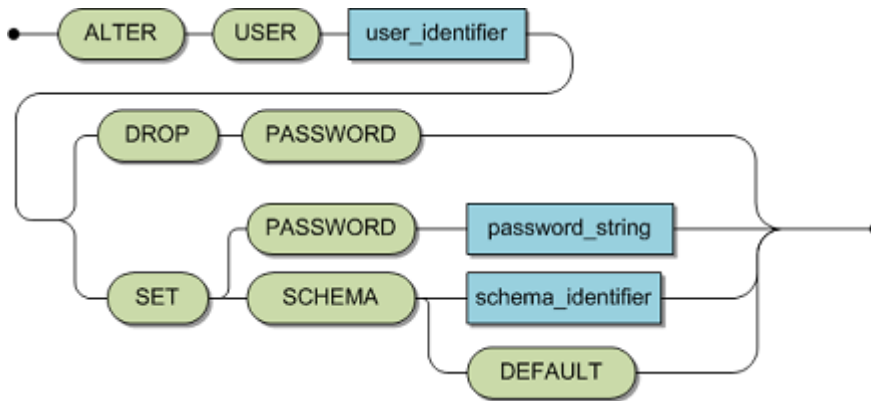 ALTER USER user_identifier
DROP PASSWORD
PASSWORD password_string
SET SCHEMA schema_identifier
DEFAULT